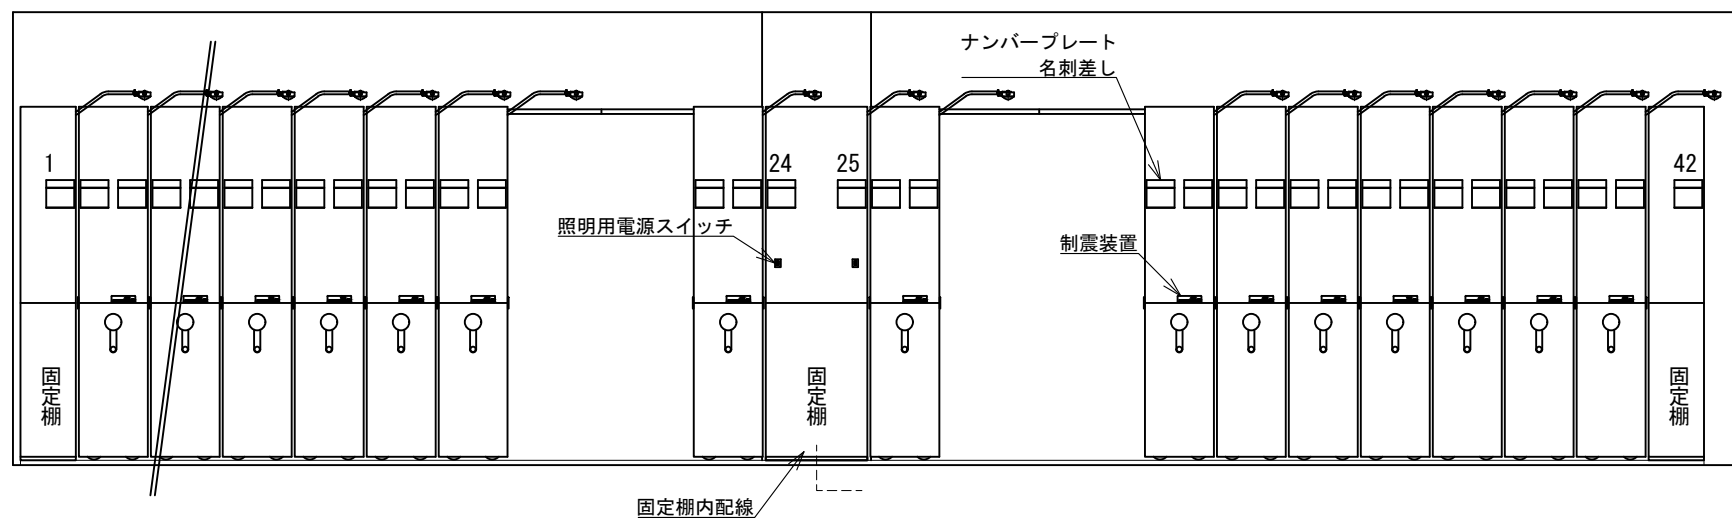 ナンバープレート
名刺差し
1
24
25
42
照明用電源スイッチ
制震装置
固定棚
固定棚
固定棚
固定棚内配線